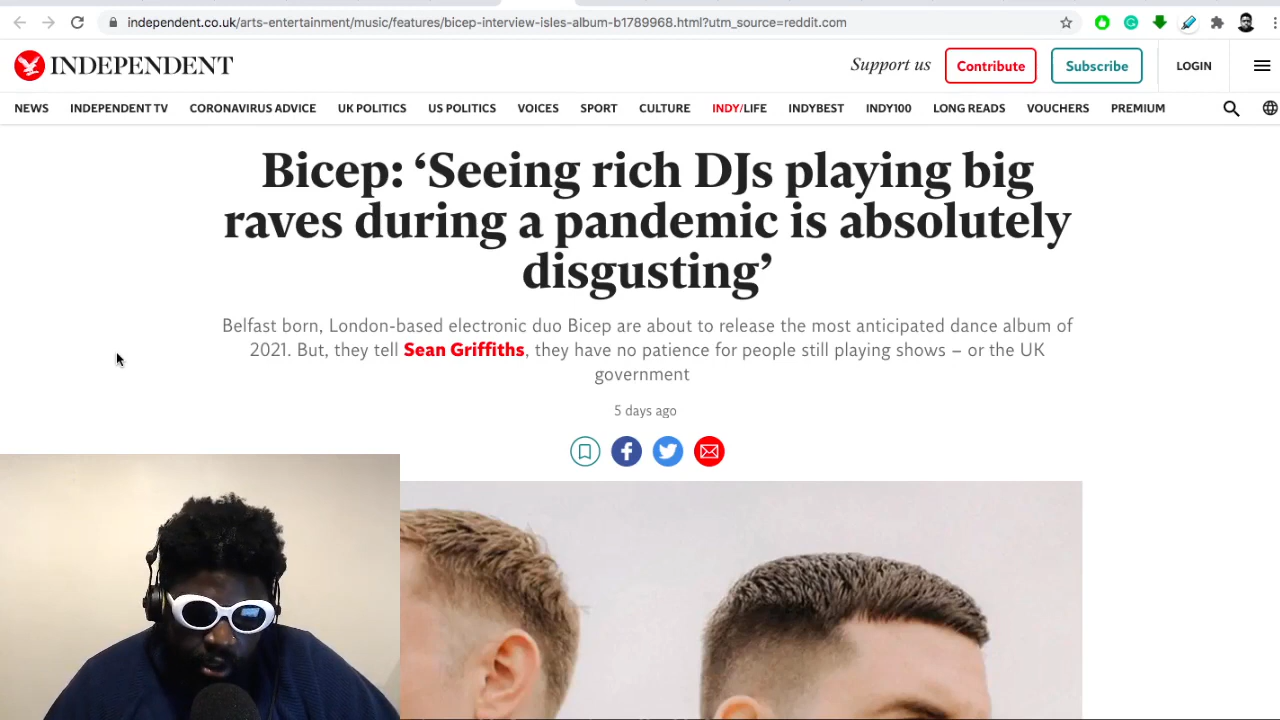 independent.co.uk/arts-entertainment/music/features/bicep-interview-isles-album-b1789968.html?utm_source=reddit.com
INDEPENDENT
Support us
Contribute
Subscribe
LOGIN
NEWS INDEPENDENT TV CORONAVIRUS ADVICE UK POLITICS US POLITICS VOICES SPORT CULTURE INDY/LIFE INDYBEST INDY100 LONG READS VOUCHERS PREMIUM
Bicep: ‘Seeing rich DJs playing big
raves during a pandemic is absolutely
disgusting’
Belfast born, London-based electronic duo Bicep are about to release the most anticipated dance album of
2021. But, they tell Sean Griffiths, they have no patience for people still playing shows – or the UK
government
5 days ago